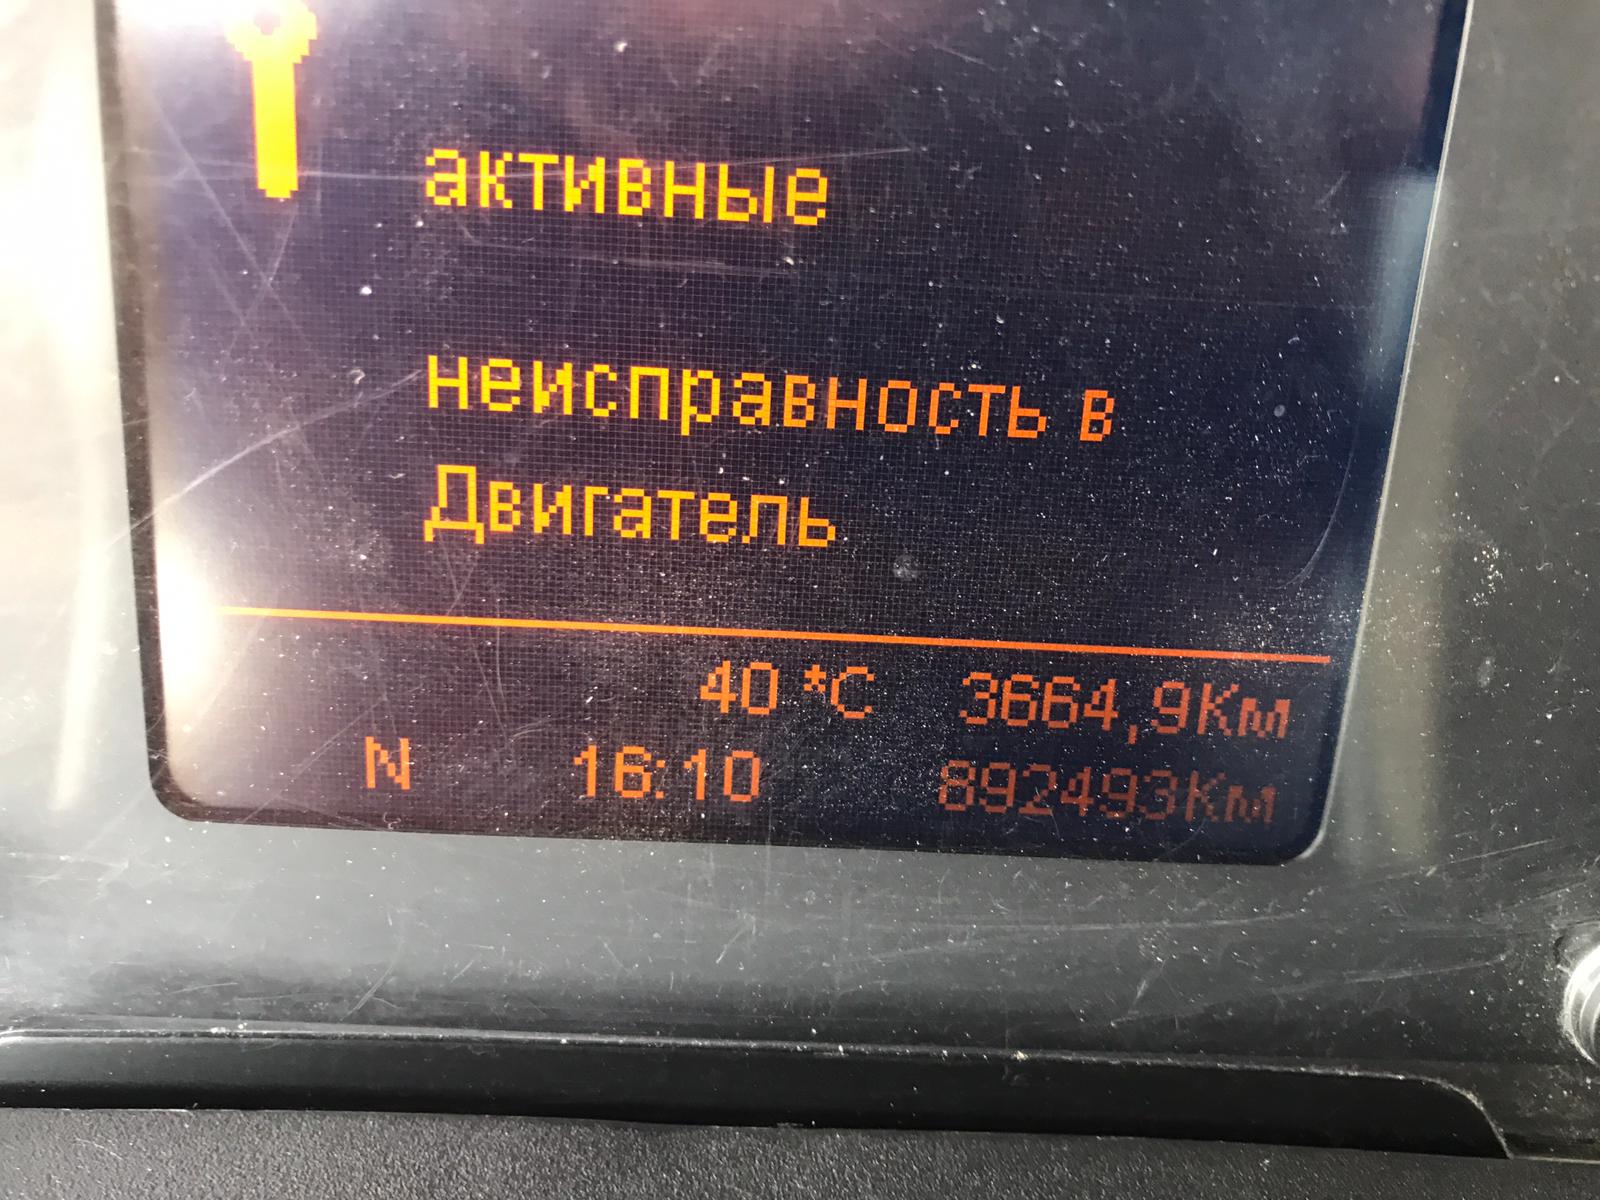 активные
неисправность в
Двигатель
40 °C 3664,9Км
N 16:10 892493Км